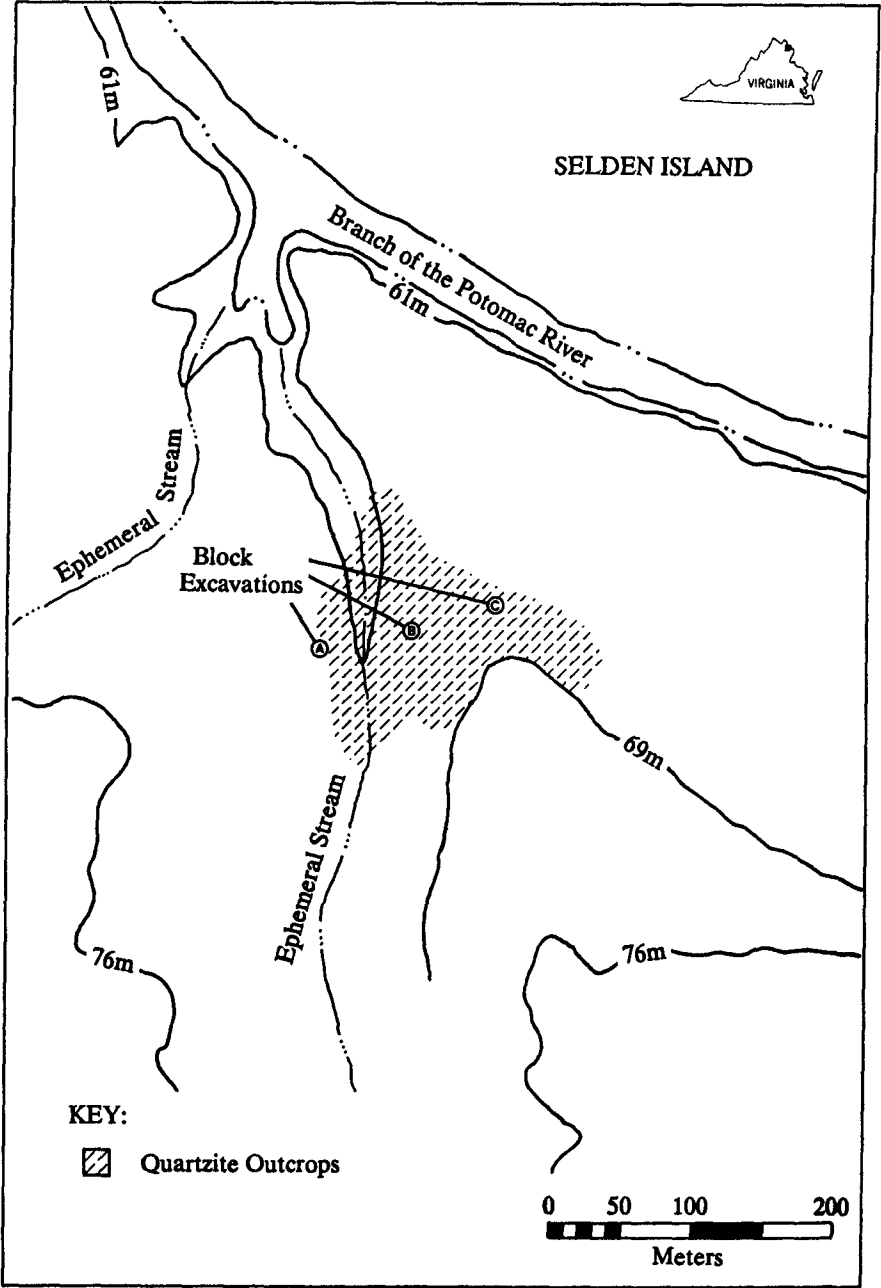 VIRGINIA
SELDEN ISLAND
61m
Branch of the Potomac River
61m
Ephemeral Stream
Block
Excavations
A
B
C
69m
Ephemeral Stream
76m
76m
KEY:
Quartzite Outcrops
0 50 100 200
Meters